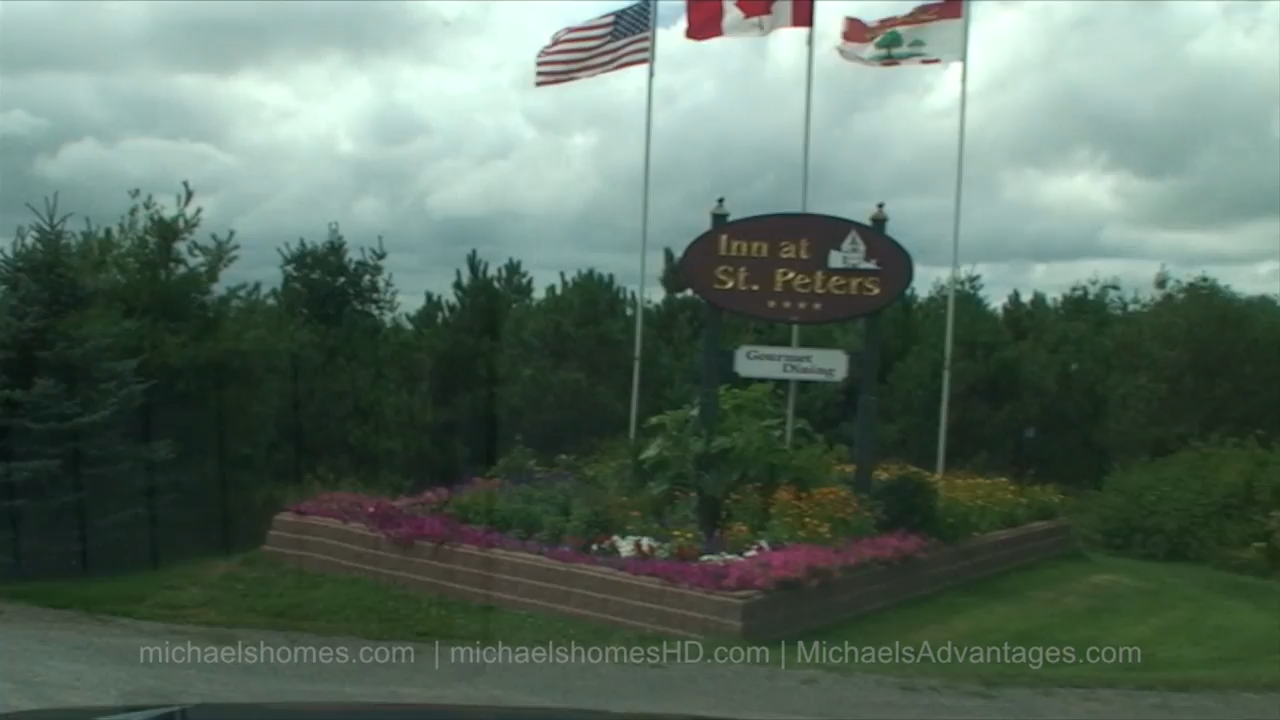 Inn at
St. Peters
Gourmet
Dining
michaelshomes.com | michaelshomesHD.com | MichaelsAdvantages.com